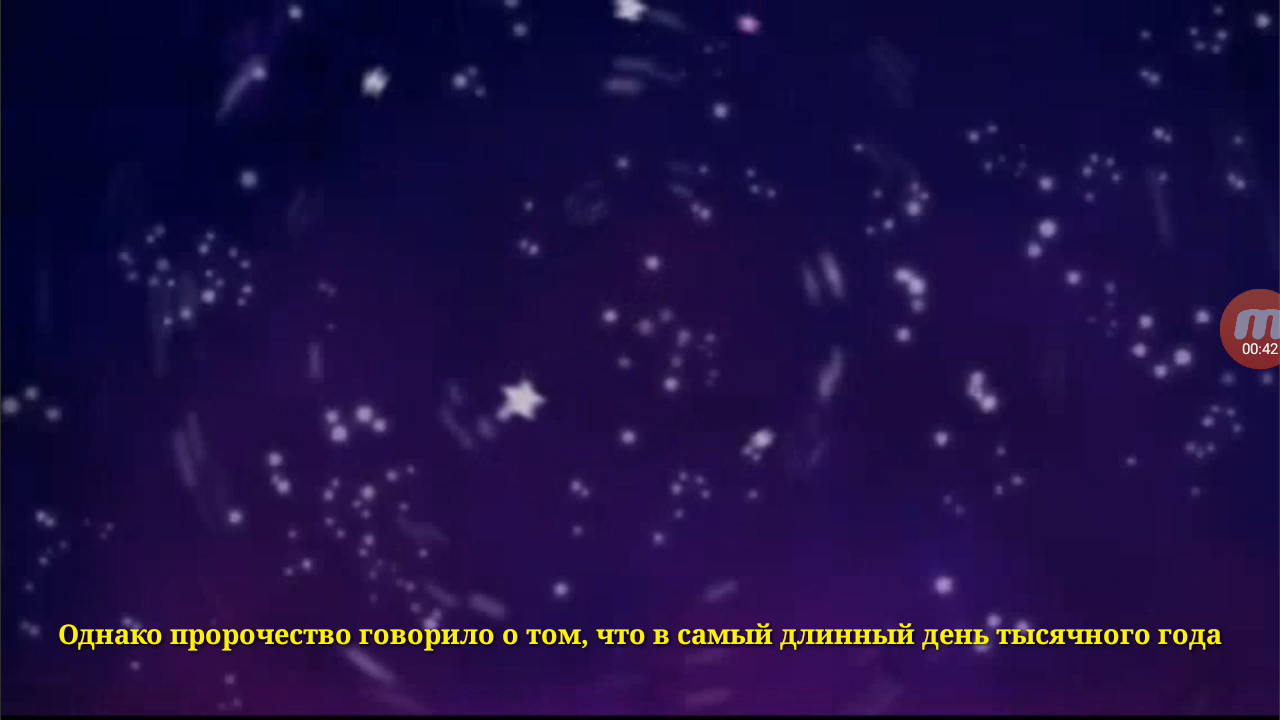 00:42
Однако пророчество говорило о том, что в самый длинный день тысячного года